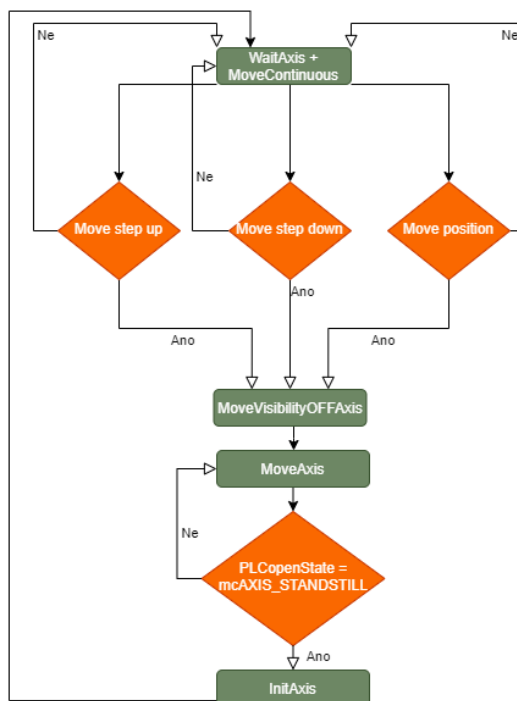 Ne
Ne
WaitAxis +
MoveContinuous
Ne
Move step up
Move step down
Move position
Ano
Ano
Ano
MoveVisibilityOFFAxis
MoveAxis
Ne
PLCopenState =
mcAXIS_STANDSTILL
Ano
InitAxis